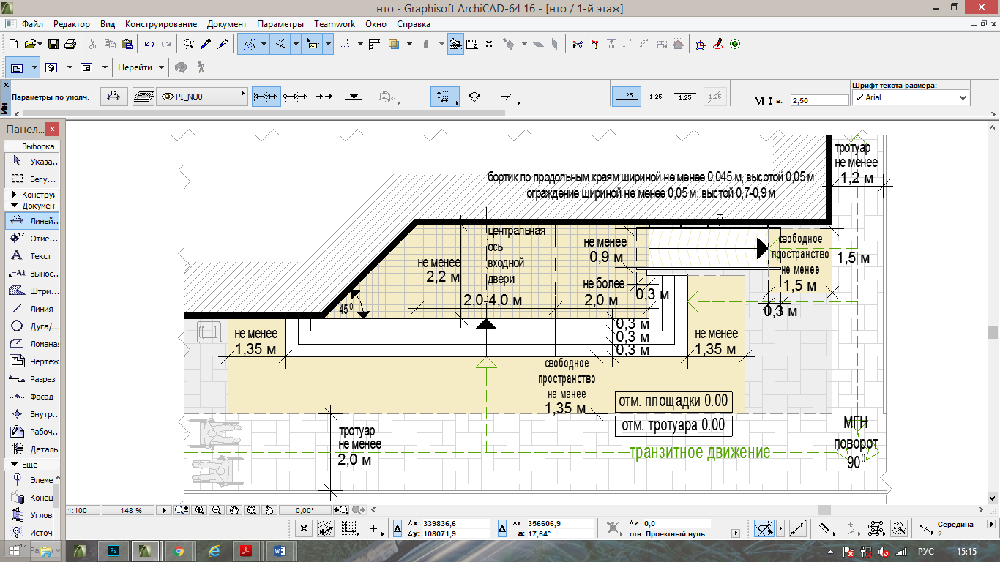 нто - Graphisoft ArchiCAD-64 16 - [нто / 1-й этаж]
Файл Редактор Вид Конструирование Документ Параметры Teamwork Окно Справка
Перейти
Ин
Параметры по умолч.
PI_NU0
1.25
-1.25-
1.25
1.25
М
в:
2,50
Шрифт текста размера:
Arial
Панел...
Выборка
Указа...
Бегу...
Констру
Докумен
Линей...
Отме...
Текст
Вынос...
Штри...
Линия
Дуга/...
Ломаная
Чертеж
Разрез
Фасад
Внутр...
Рабоч...
Деталь
Еще
Элеме
Конец
Углов
Источ
бортик по продольным краям шириной не менее 0,045 м, высотой 0,05 м
ограждение шириной не менее 0,05 м, выстой 0,7-0,9 м
тротуар
не менее
1,2 м
центральная
ось
входной
двери
не менее
2,2 м
2,0-4,0 м
не менее
0,9 м
не более
2,0 м
0,3 м
свободное
пространство
не менее
1,5 м
1,5 м
0,3 м
45⁰
не менее
1,35 м
0,3 м
0,3 м
0,3 м
не менее
1,35 м
свободное
пространство
не менее
1,35 м
отм. площадки 0.00
отм. тротуара 0.00
тротуар
не менее
2,0 м
транзитное движение
МГН
поворот
90⁰
1:100
148 %
0,00°
Δx: 339836,6
Δy: 108071,9
Δr: 356606,9
a: 17,64°
Δz: 0,0
отн. Проектный нуль
Середина
2
Ps
РУС
15:15